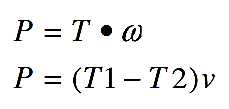 P = T • ω
P = (T1 − T2)v